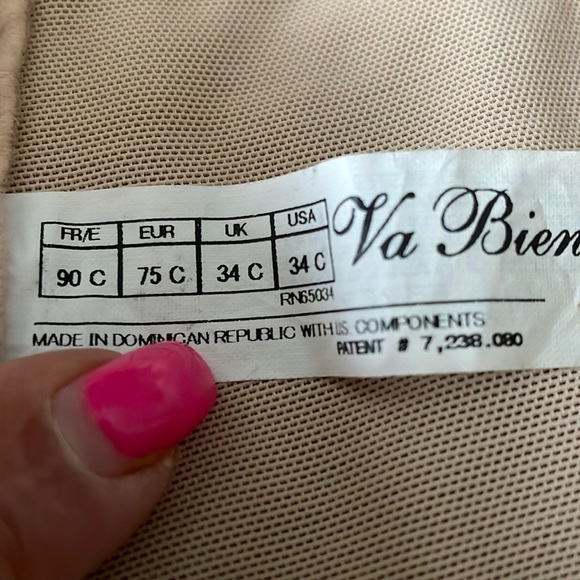 FR/E EUR UK USA
90 C 75 C 34 C 34 C
Va Bien
RN65034
MADE IN DOMINICAN REPUBLIC WITH U.S. COMPONENTS
PATENT # 7,238.080